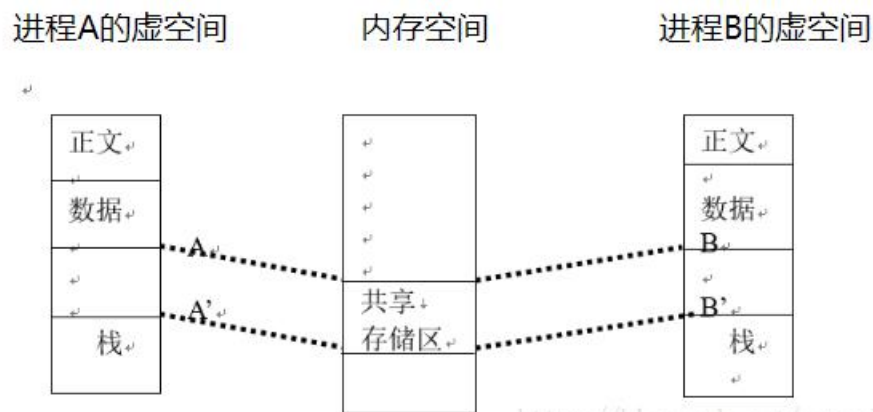 进程A的虚空间 内存空间 进程B的虚空间
正文 正文
数据 数据
A B
共享
A’ 存储区 B’
栈 栈